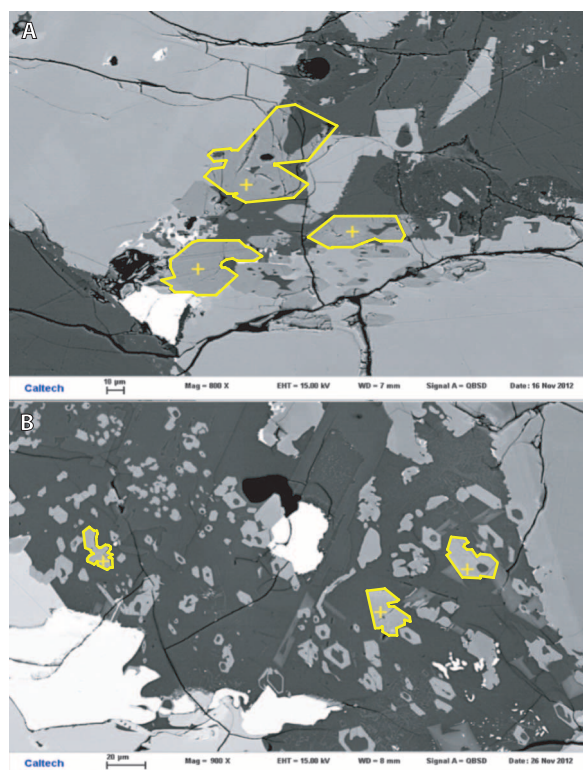 A
Caltech 10 µm Mag = 800 X EHT = 15.00 kV WD = 7 mm Signal A = QBSD Date: 16 Nov 2012
B
Caltech 20 µm Mag = 900 X EHT = 15.00 kV WD = 8 mm Signal A = QBSD Date: 26 Nov 2012